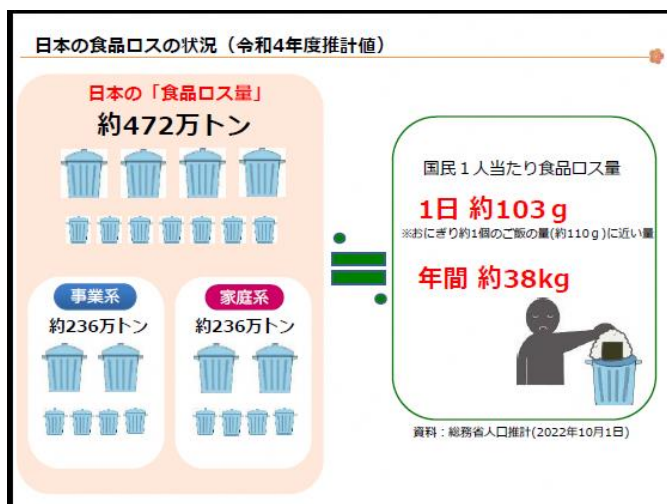 日本の食品ロスの状況（令和4年度推計値）
日本の「食品ロス量」
約472万トン
事業系
約236万トン
家庭系
約236万トン
国民１人当たり食品ロス量
1日 約103ｇ
※おにぎり約1個のご飯の量(約110ｇ)に近い量
年間 約38kg
資料：総務省人口推計(2022年10月1日)